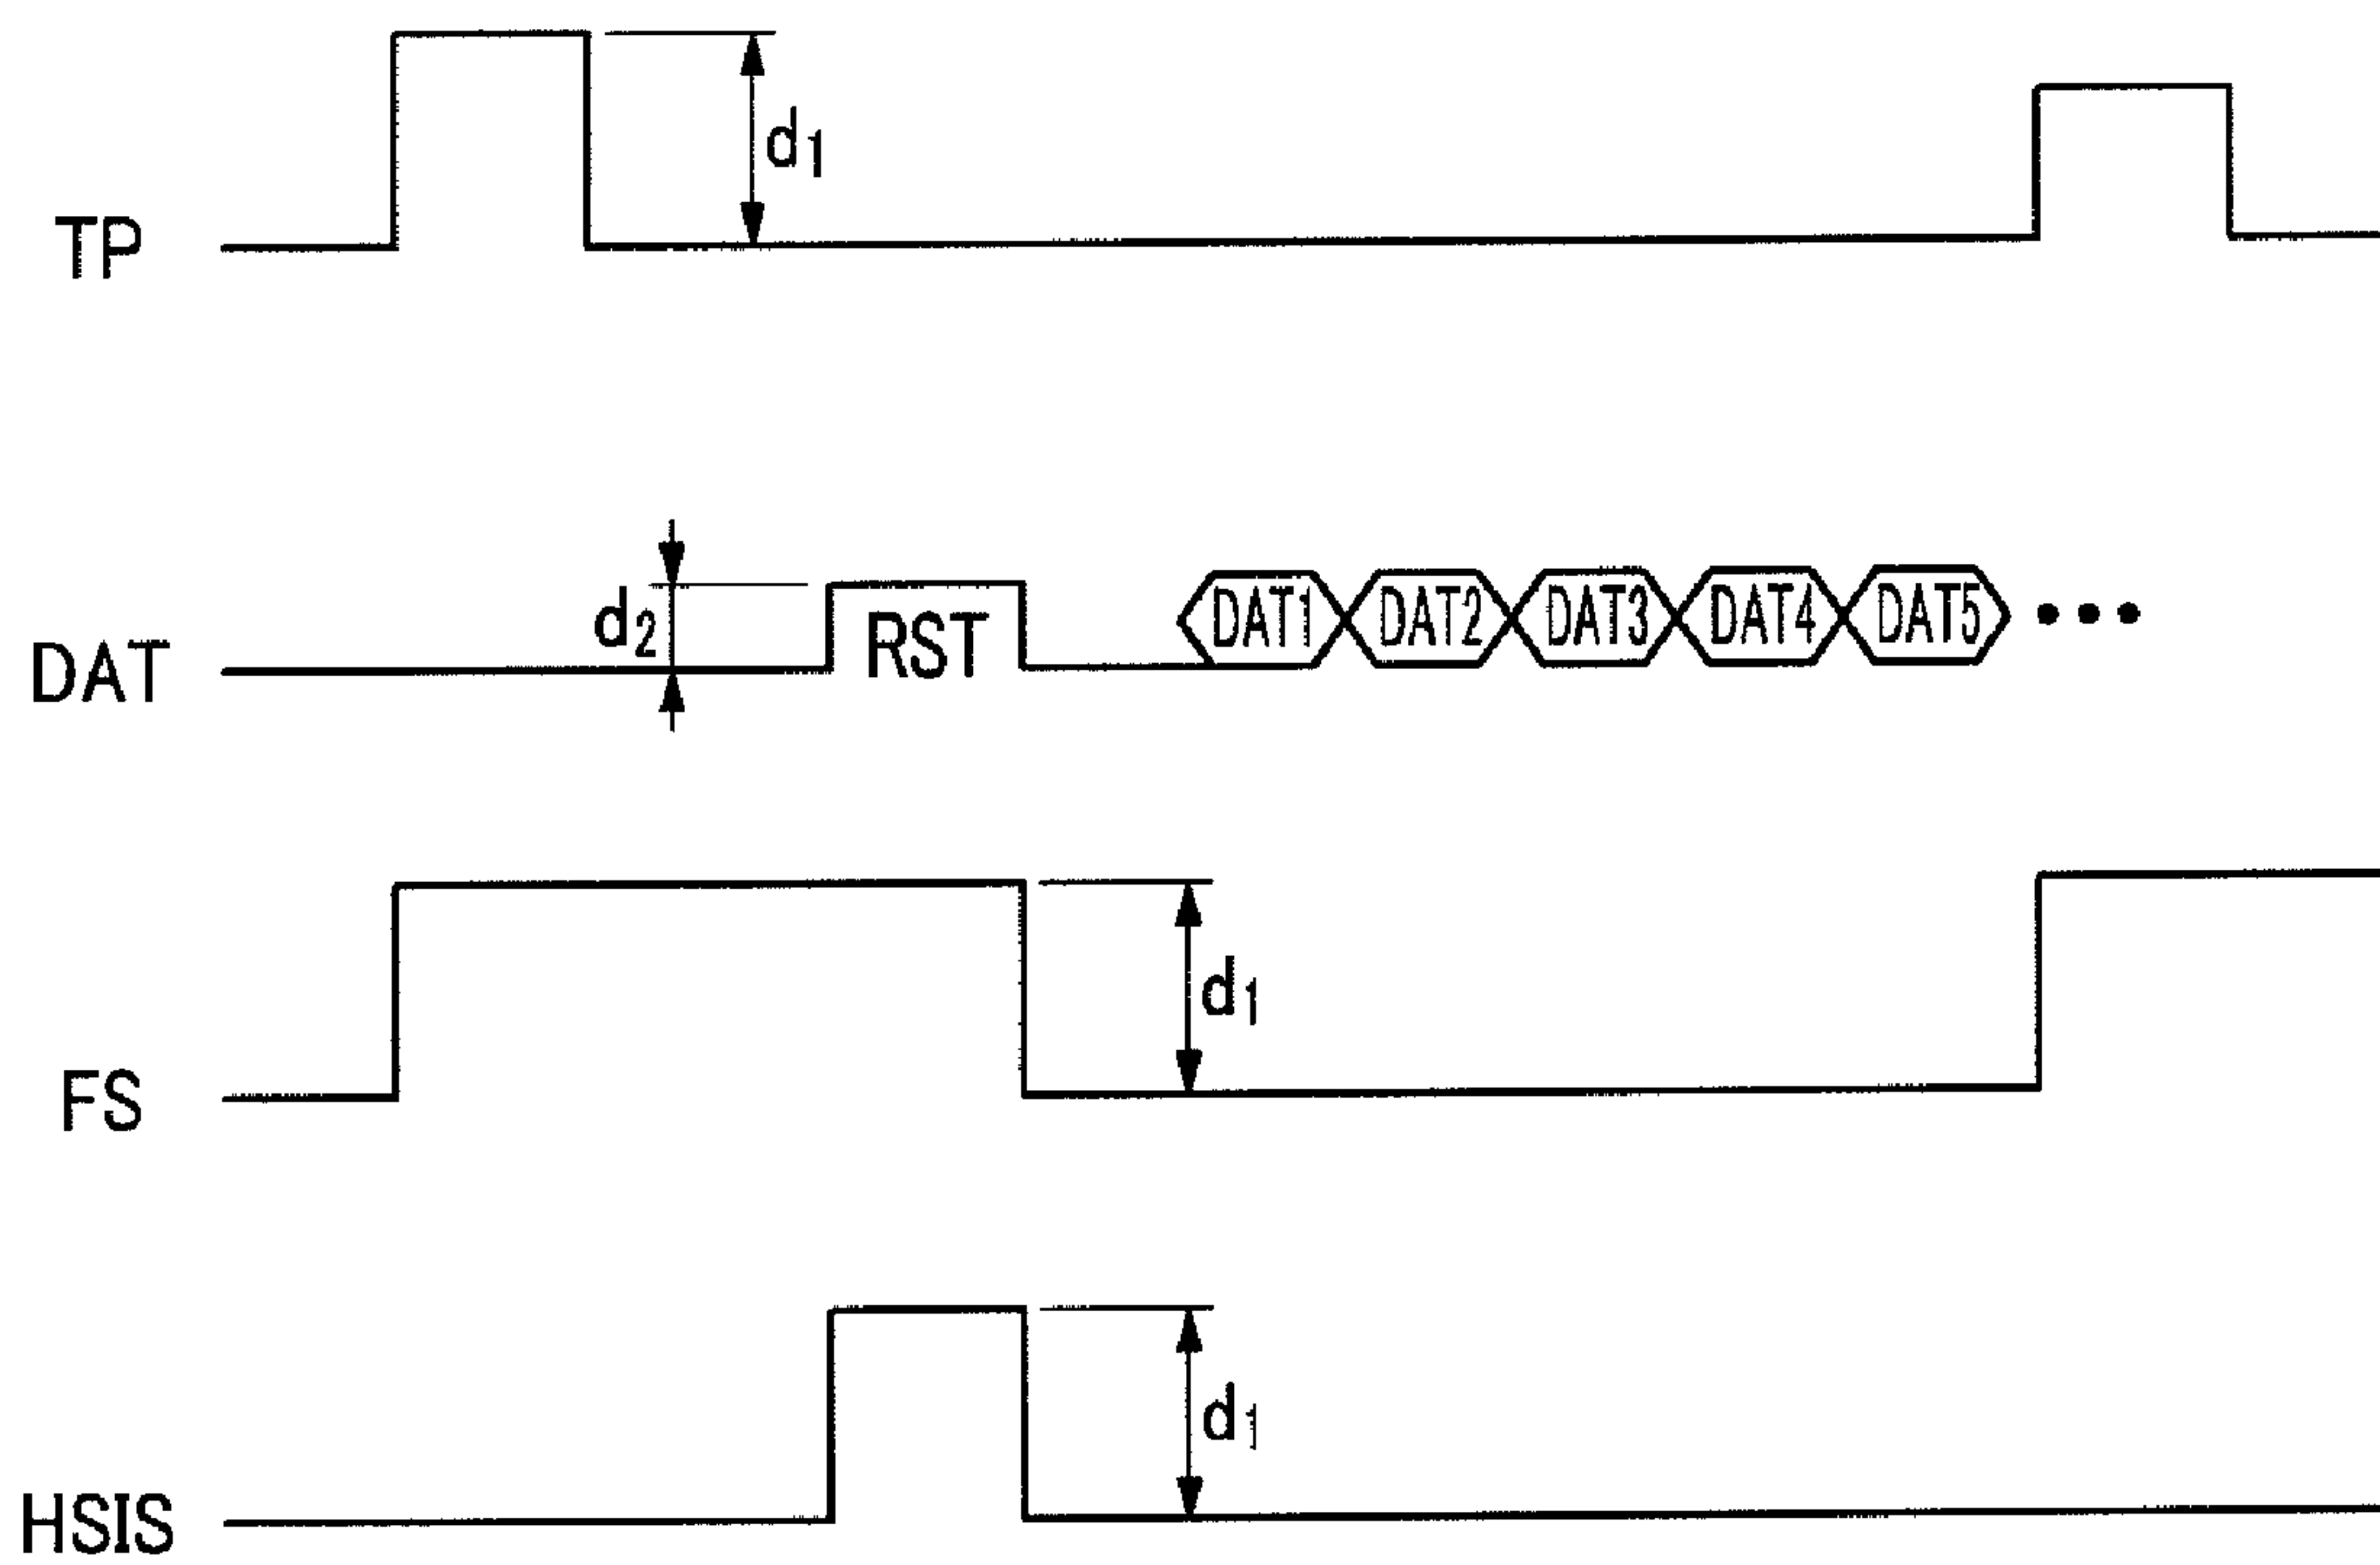 TP
d1
DAT
d2
RST
DAT1 DAT2 DAT3 DAT4 DAT5 •••
FS
d1
HSIS
d1